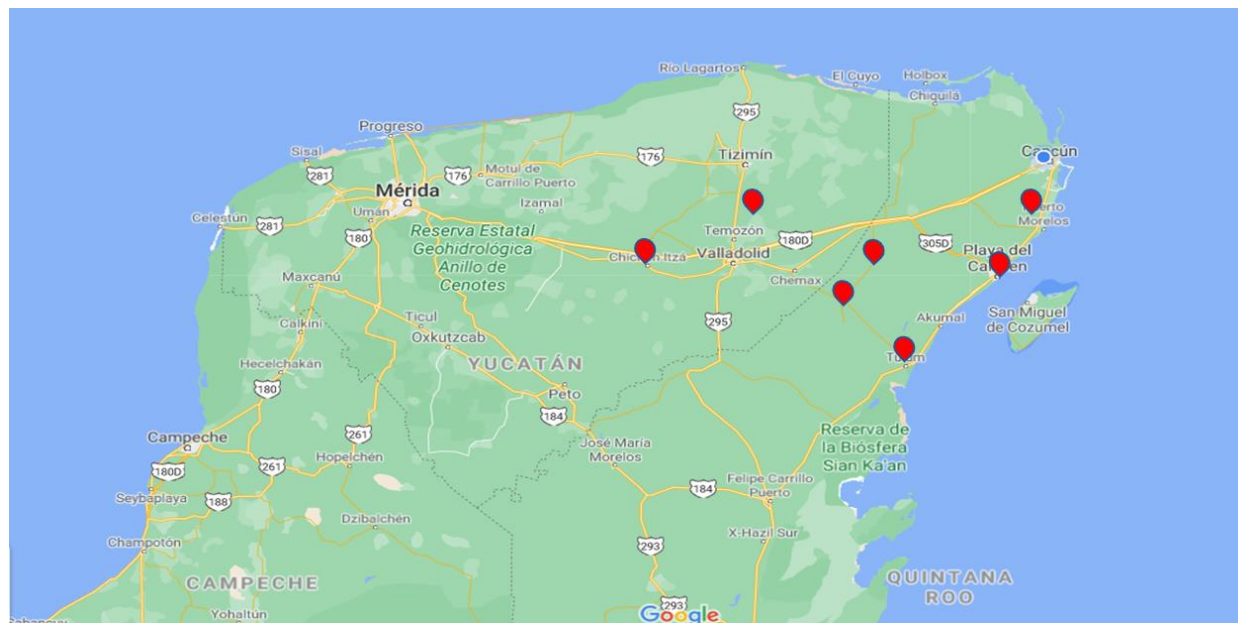 Río Lagartos
El Cuyo
Holbox
Chiquilá
295
Progreso
Sisal
Cancún
176
Tizimín
281
Motul de
Carrillo Puerto
176
Mérida
Izamal
Morelos
Celestún
281
Umán
180
Reserva Estatal
Geohidrológica
Anillo de
Cenotes
Temozón
180D
305D
Chichén Itzá
Valladolid
Playa del
Carmen
Maxcanú
Chemax
San Miguel
de Cozumel
Ticul
Calkiní
295
Akumal
Oxkutzcab
Hecelchakán
YUCATÁN
Tulum
180
Peto
184
Reserva de
la Biósfera
Sian Ka'an
Campeche
261
José María
Morelos
180D
261
Hopelchén
Seybaplaya
188
184
Felipe Carrillo
Puerto
Dzibalchén
X-Hazil Sur
Champotón
293
CAMPECHE
QUINTANA
ROO
Yohaltún
293
Google